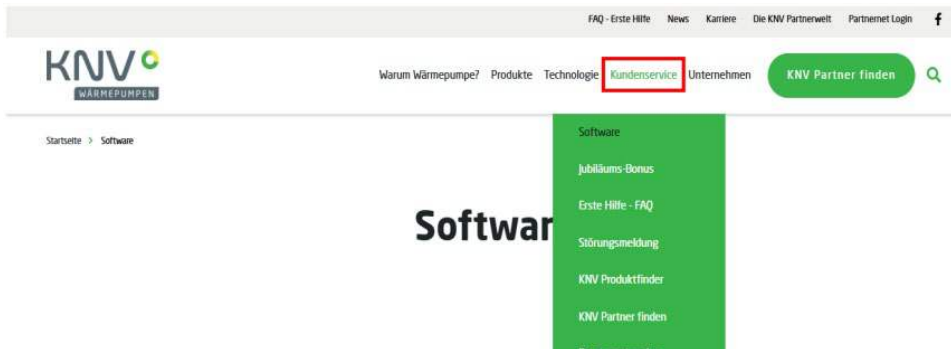 FAQ - Erste Hilfe News Karriere Die KNV Partnerwelt Partnernet Login
KNV
WÄRMEPUMPEN
Warum Wärmepumpe? Produkte Technologie Kundenservice Unternehmen KNV Partner finden
Startseite > Software
Software
Jubiläums-Bonus
Erste Hilfe - FAQ
Softwar
Störungsmeldung
KNV Produktfinder
KNV Partner finden